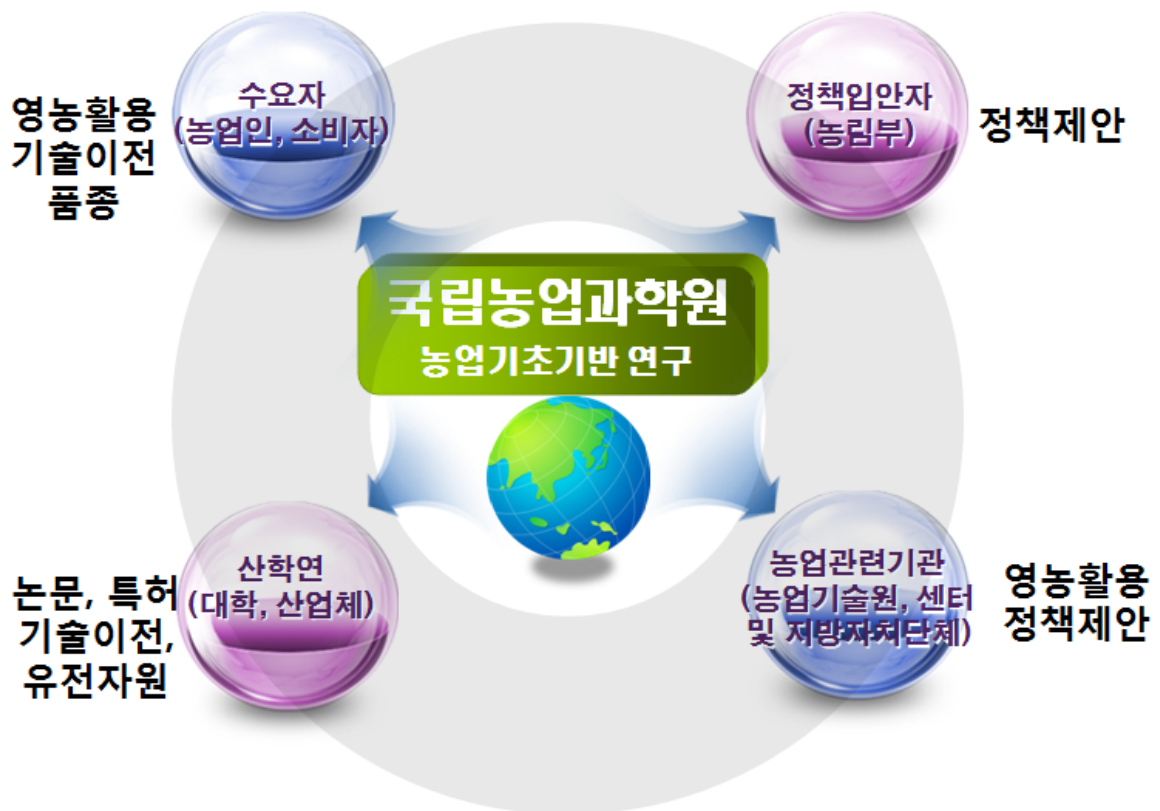 영농활용
기술이전
품종
수요자
(농업인, 소비자)
정책입안자
(농림부)
정책제안
국립농업과학원
농업기초기반 연구
논문, 특허
기술이전,
유전자원
산학연
(대학, 산업체)
농업관련기관
(농업기술원, 센터
및 지방자치단체)
영농활용
정책제안